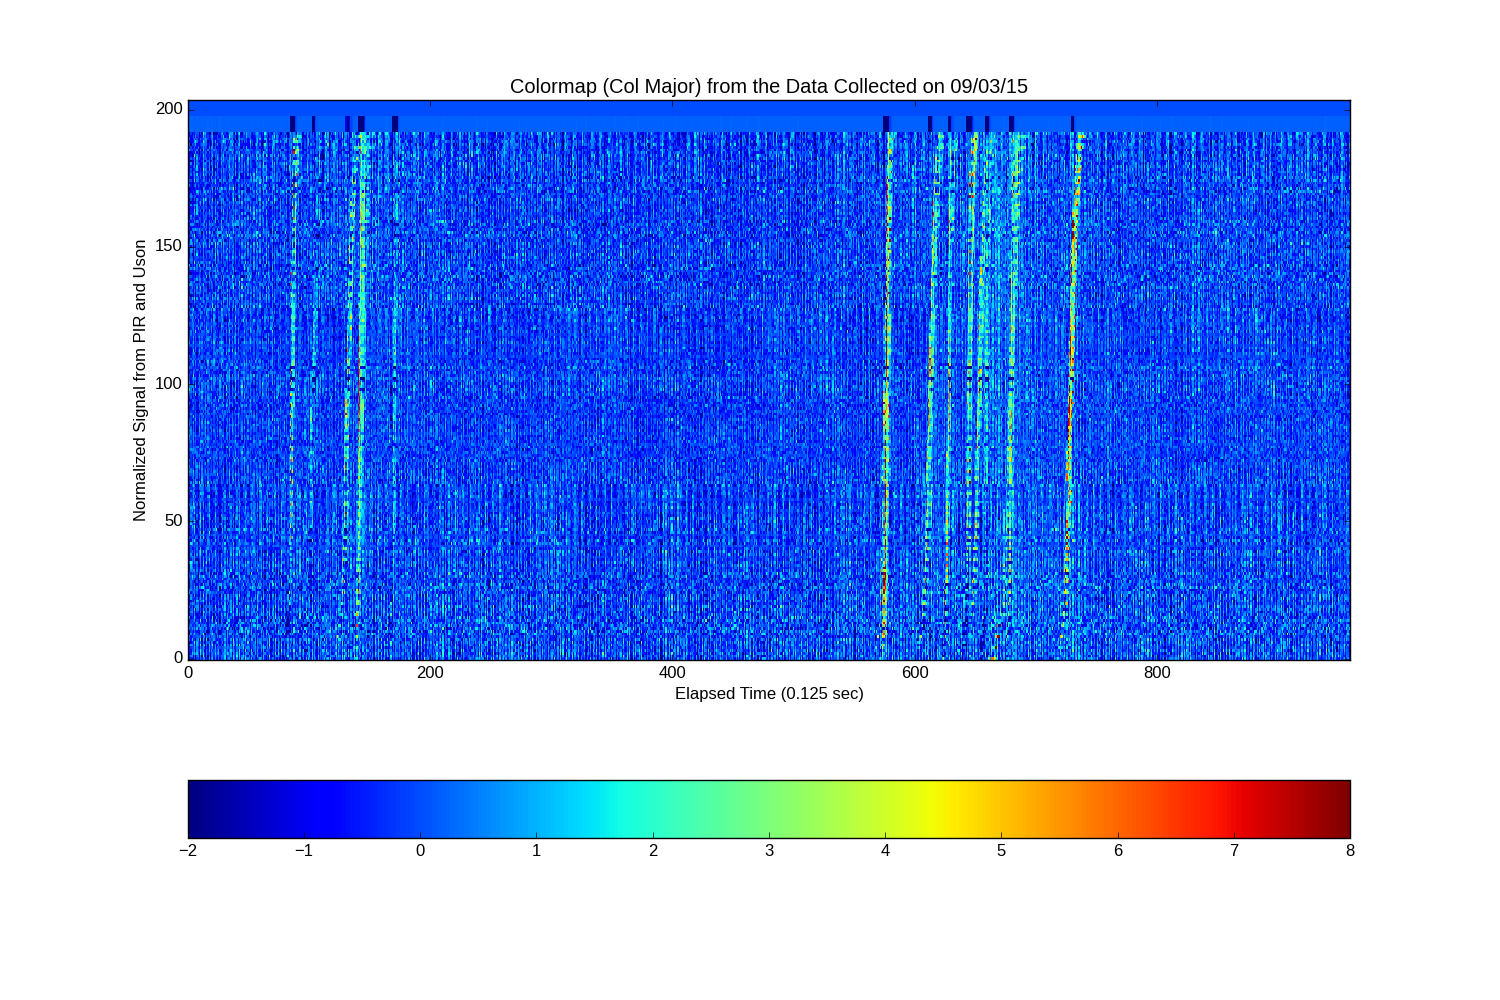 Colormap (Col Major) from the Data Collected on 09/03/15
200
150
100
50
0
Normalized Signal from PIR and Uson
0 200 400 600 800
Elapsed Time (0.125 sec)
−2 −1 0 1 2 3 4 5 6 7 8